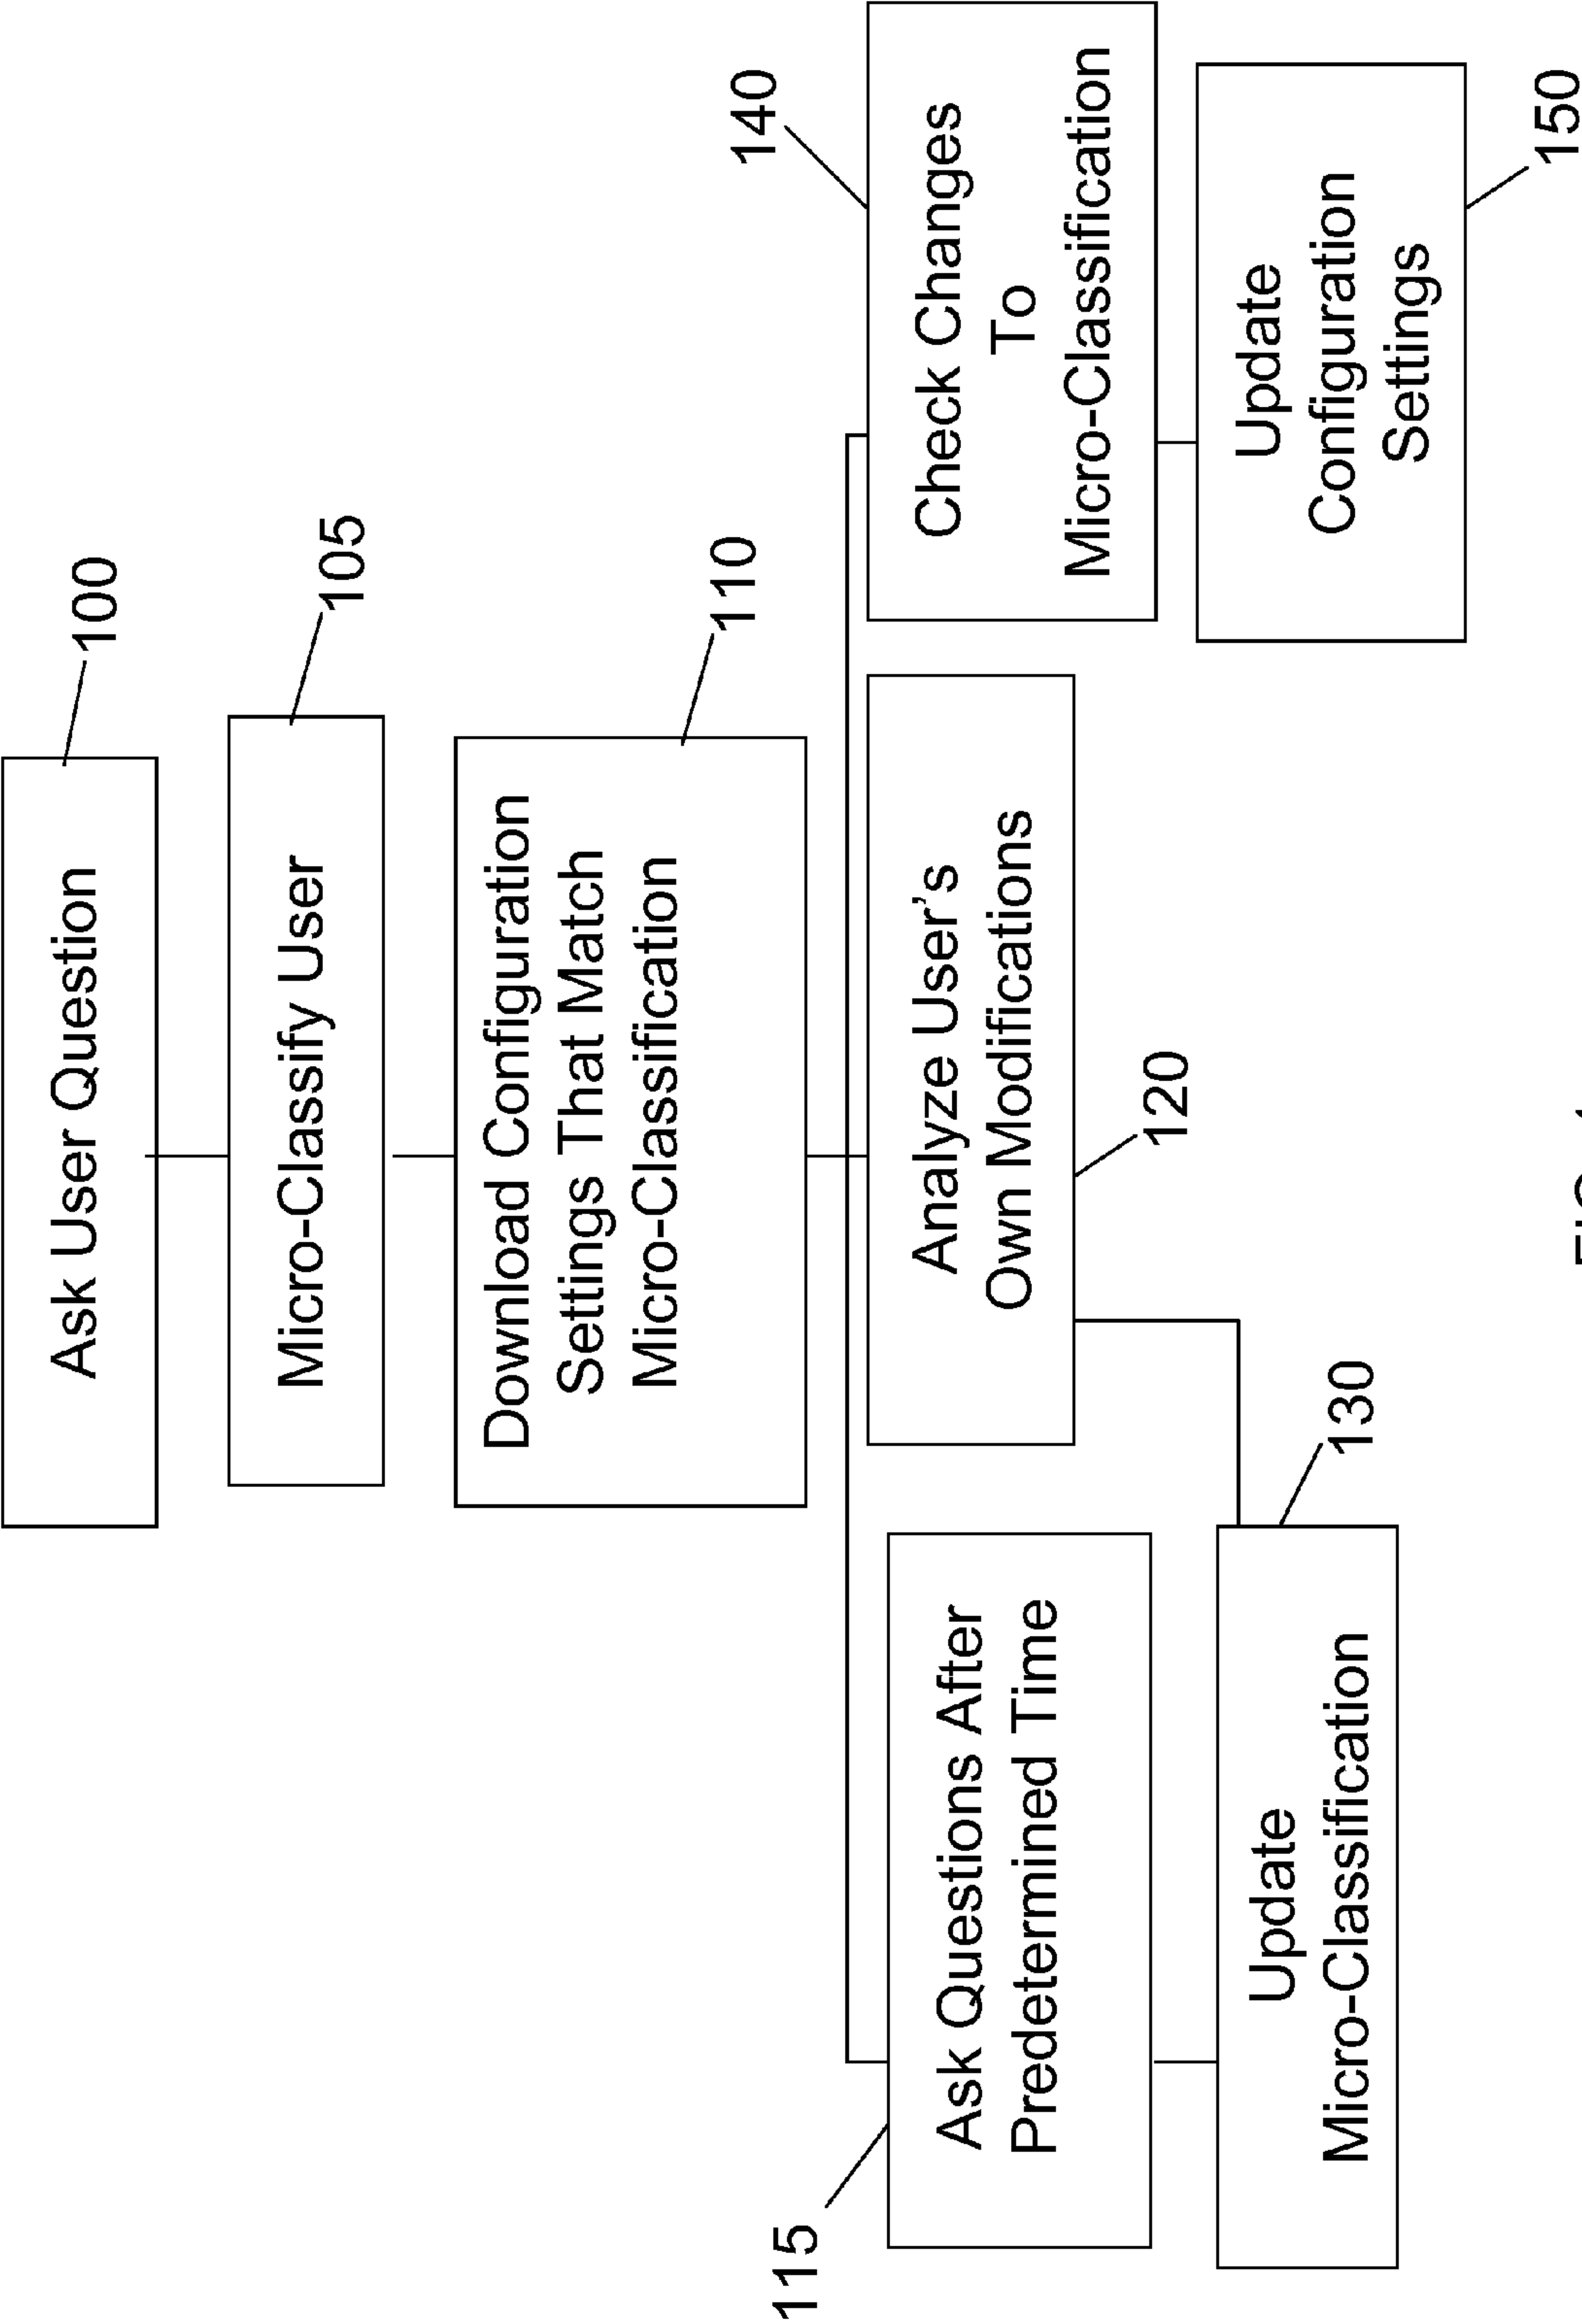 Ask User Question
100
Micro-Classify User
105
Download Configuration
Settings That Match
Micro-Classification
110
115
Ask Questions After
Predetermined Time
Analyze User's
Own Modifications
120
140
Check Changes
To
Micro-Classification
Update
Micro-Classification
130
Update
Configuration
Settings
150